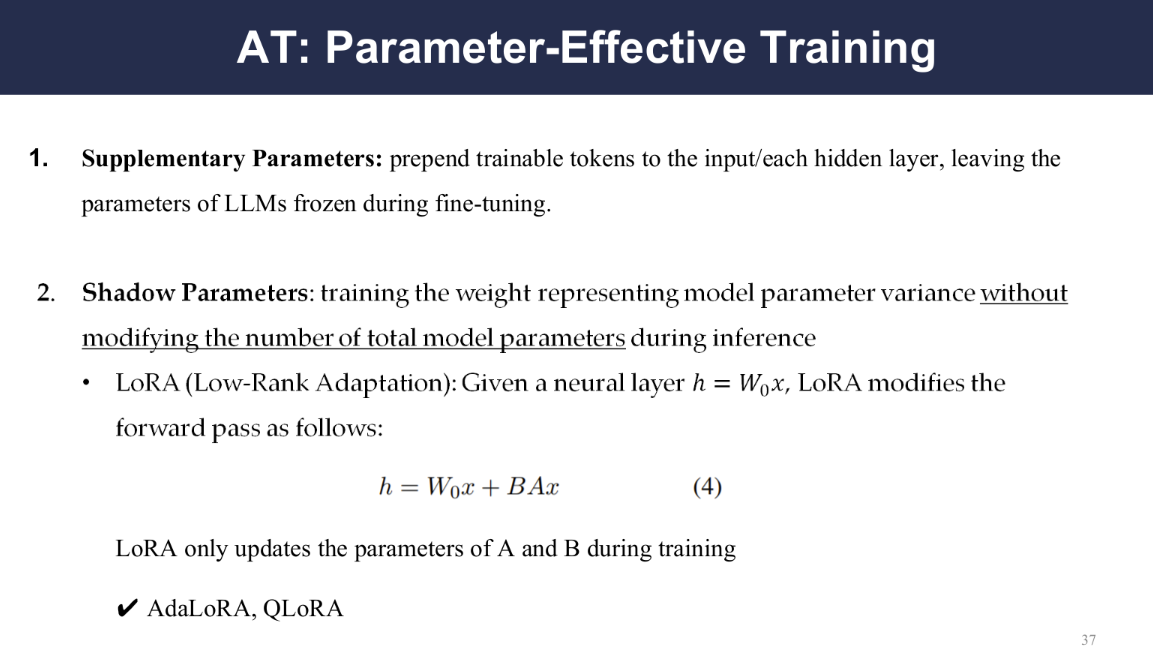 AT: Parameter-Effective Training
1. Supplementary Parameters: prepend trainable tokens to the input/each hidden layer, leaving the
parameters of LLMs frozen during fine-tuning.
2. Shadow Parameters: training the weight representing model parameter variance without
modifying the number of total model parameters during inference
• LoRA (Low-Rank Adaptation): Given a neural layer ℎ = 𝑊₀𝑥, LoRA modifies the
forward pass as follows:
h = W₀x + BAx (4)
LoRA only updates the parameters of A and B during training
✔ AdaLoRA, QLoRA
37